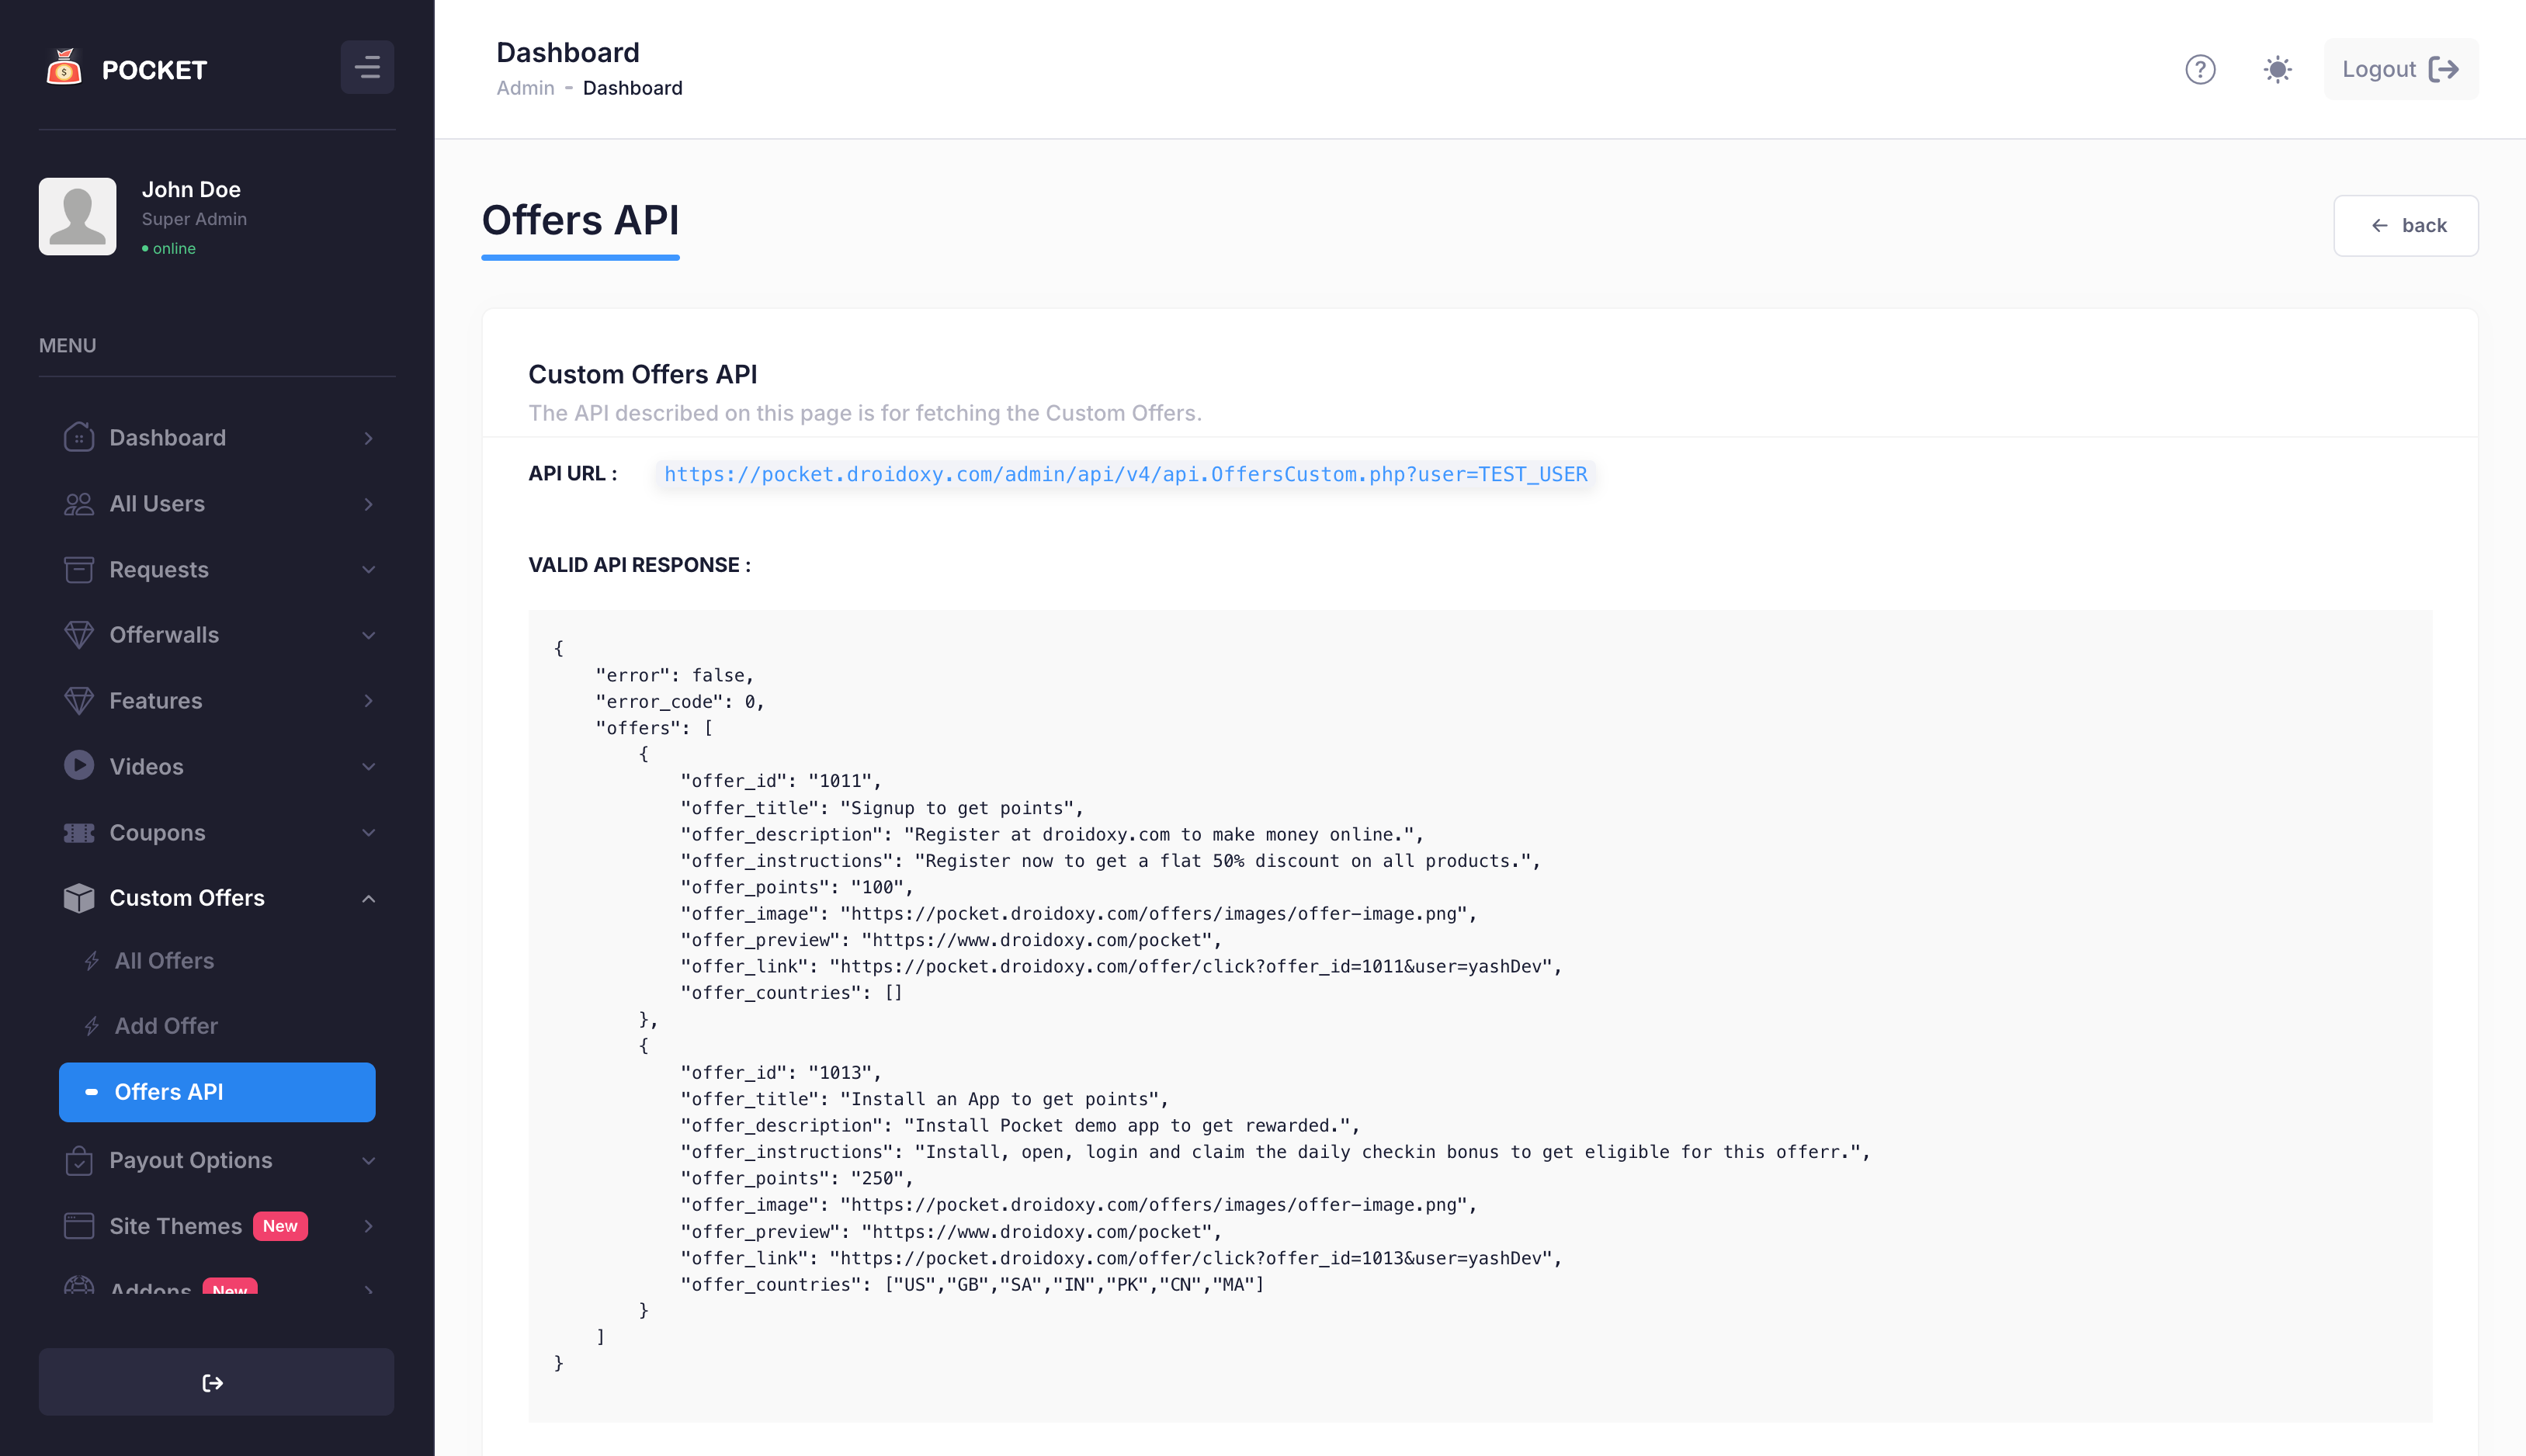 POCKET
John Doe
Super Admin
online
MENU
Dashboard
All Users
Requests
Offerwalls
Features
Videos
Coupons
Custom Offers
All Offers
Add Offer
Offers API
Payout Options
Site Themes New
Addons New
Dashboard
Admin - Dashboard
Logout
Offers API
back
Custom Offers API
The API described on this page is for fetching the Custom Offers.
API URL : https://pocket.droidoxy.com/admin/api/v4/api.OffersCustom.php?user=TEST_USER
VALID API RESPONSE :
{
    "error": false,
    "error_code": 0,
    "offers": [
        {
            "offer_id": "1011",
            "offer_title": "Signup to get points",
            "offer_description": "Register at droidoxy.com to make money online.",
            "offer_instructions": "Register now to get a flat 50% discount on all products.",
            "offer_points": "100",
            "offer_image": "https://pocket.droidoxy.com/offers/images/offer-image.png",
            "offer_preview": "https://www.droidoxy.com/pocket",
            "offer_link": "https://pocket.droidoxy.com/offer/click?offer_id=1011&user=yashDev",
            "offer_countries": []
        },
        {
            "offer_id": "1013",
            "offer_title": "Install an App to get points",
            "offer_description": "Install Pocket demo app to get rewarded.",
            "offer_instructions": "Install, open, login and claim the daily checkin bonus to get eligible for this offerr.",
            "offer_points": "250",
            "offer_image": "https://pocket.droidoxy.com/offers/images/offer-image.png",
            "offer_preview": "https://www.droidoxy.com/pocket",
            "offer_link": "https://pocket.droidoxy.com/offer/click?offer_id=1013&user=yashDev",
            "offer_countries": ["US","GB","SA","IN","PK","CN","MA"]
        }
    ]
}